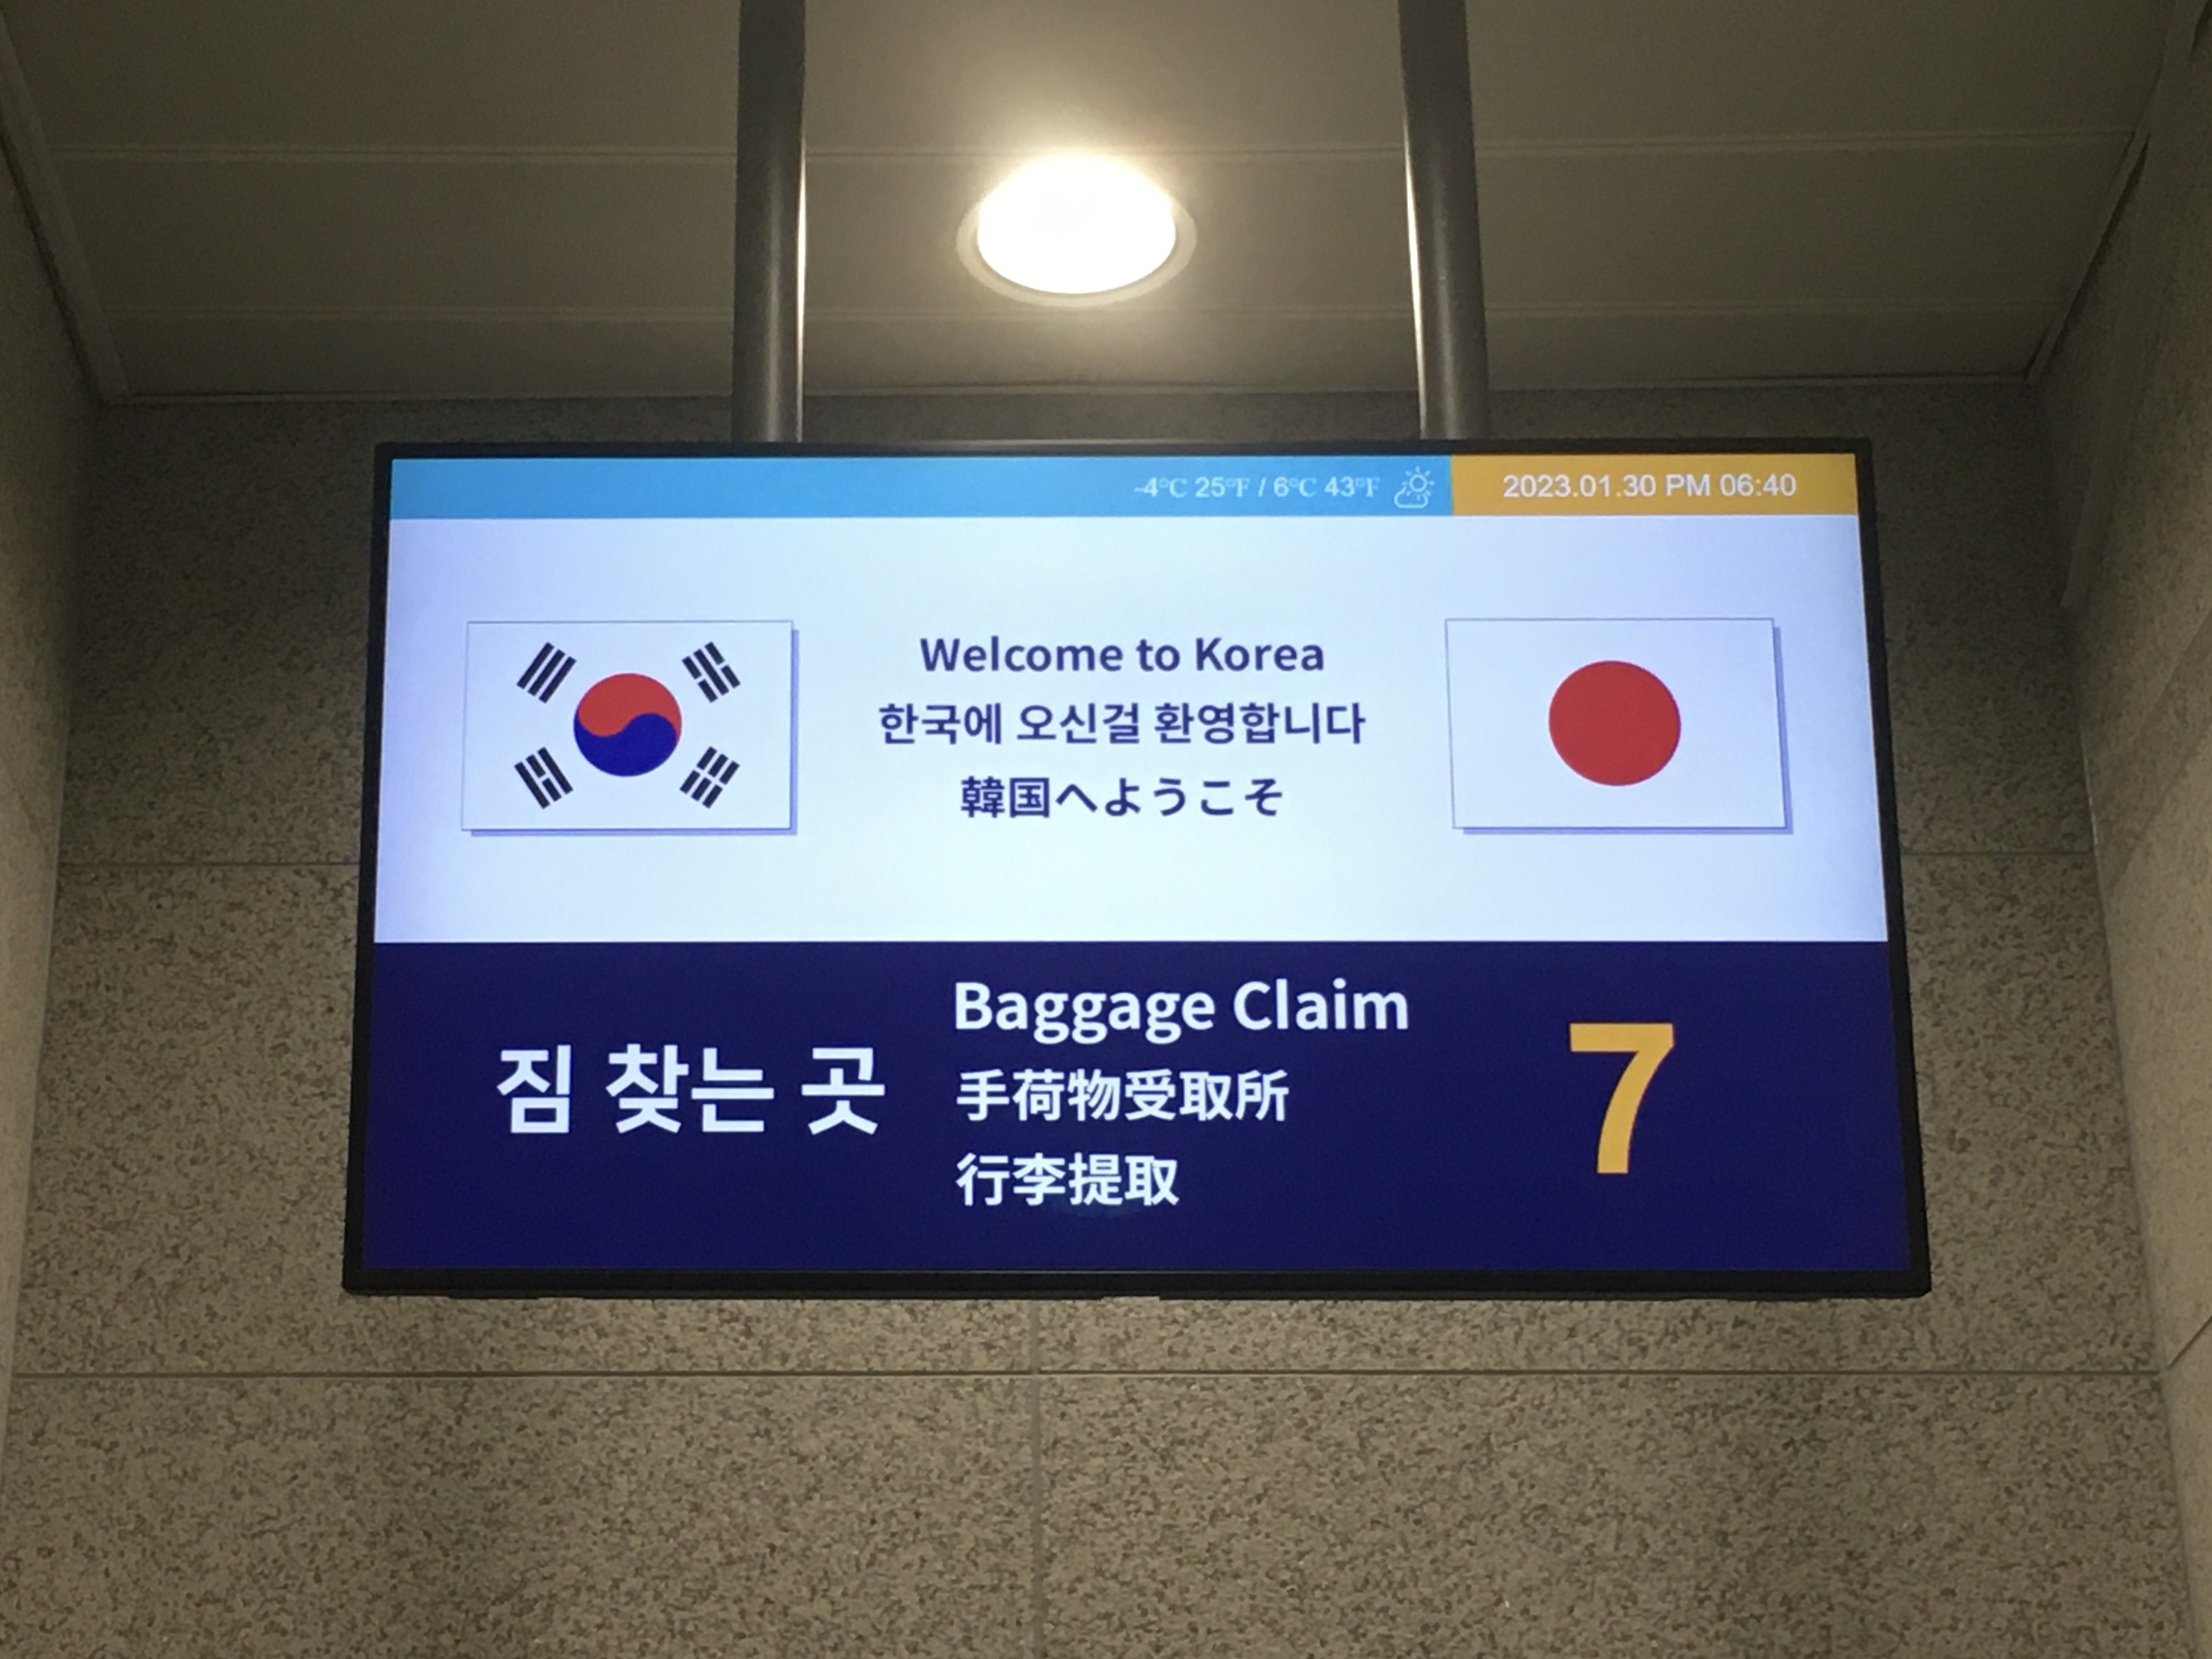 -4°C 25°F / 6°C 43°F
2023.01.30 PM 06:40
Welcome to Korea
한국에 오신걸 환영합니다
韓国へようこそ
짐 찾는 곳
Baggage Claim
手荷物受取所
行李提取
7